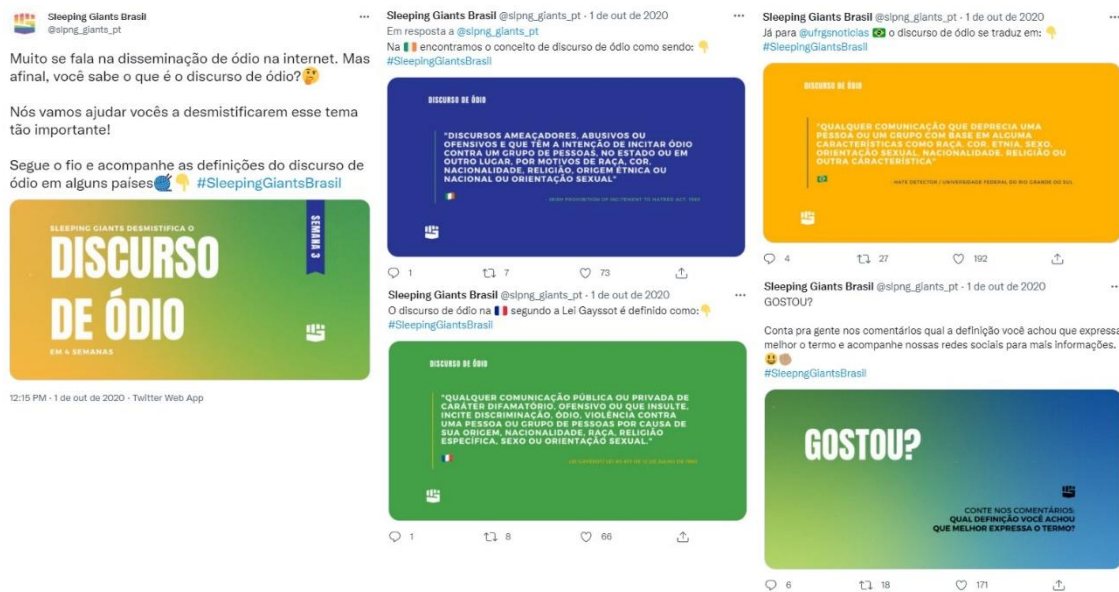 Sleeping Giants Brasil
@slpng_giants_pt
Muito se fala na disseminação de ódio na internet. Mas
afinal, você sabe o que é o discurso de ódio?🤔
Nós vamos ajudar vocês a desmistificarem esse tema
tão importante!
Segue o fio e acompanhe as definições do discurso de
ódio em alguns países🧶👇 #SleepingGiantsBrasil
SLEEPING GIANTS DESMISTIFICA O
DISCURSO
DE ÓDIO
EM 4 SEMANAS
SEMANA 3
12:15 PM · 1 de out de 2020 · Twitter Web App
Sleeping Giants Brasil @slpng_giants_pt · 1 de out de 2020
Em resposta a @slpng_giants_pt
Na 🇮🇪 encontramos o conceito de discurso de ódio como sendo: 👇
#SleepingGiantsBrasil
DISCURSO DE ÓDIO
"DISCURSOS AMEAÇADORES, ABUSIVOS OU
OFENSIVOS E QUE TÊM A INTENÇÃO DE INCITAR ÓDIO
CONTRA UM GRUPO DE PESSOAS, NO ESTADO OU EM
OUTRO LUGAR, POR MOTIVOS DE RAÇA, COR,
NACIONALIDADE, RELIGIÃO, ORIGEM ÉTNICA OU
NACIONAL OU ORIENTAÇÃO SEXUAL"
IRISH PROHIBITION OF INCITEMENT TO HATRED ACT, 1989
1 7 73
Sleeping Giants Brasil @slpng_giants_pt · 1 de out de 2020
O discurso de ódio na 🇫🇷 segundo a Lei Gayssot é definido como:👇
#SleepingGiantsBrasil
DISCURSO DE ÓDIO
"QUALQUER COMUNICAÇÃO PÚBLICA OU PRIVADA DE
CARÁTER DIFAMATÓRIO, OFENSIVO OU QUE INSULTE,
INCITE DISCRIMINAÇÃO, ÓDIO, VIOLÊNCIA CONTRA
UMA PESSOA OU GRUPO DE PESSOAS POR CAUSA DE
SUA ORIGEM, NACIONALIDADE, RAÇA, RELIGIÃO
ESPECÍFICA, SEXO OU ORIENTAÇÃO SEXUAL."
1 8 66
Sleeping Giants Brasil @slpng_giants_pt · 1 de out de 2020
Já para @ufrgsnoticias 🇧🇷 o discurso de ódio se traduz em: 👇
#SleepingGiantsBrasil
DISCURSO DE ÓDIO
"QUALQUER COMUNICAÇÃO QUE DEPRECIA UMA
PESSOA OU UM GRUPO COM BASE EM ALGUMA
CARACTERÍSTICAS COMO RAÇA, COR, ETNIA, SEXO,
ORIENTAÇÃO SEXUAL, NACIONALIDADE, RELIGIÃO OU
OUTRA CARACTERÍSTICA"
HATE DETECTOR / UNIVERSIDADE FEDERAL DO RIO GRANDE DO SUL
4 27 192
Sleeping Giants Brasil @slpng_giants_pt · 1 de out de 2020
GOSTOU?
Conta pra gente nos comentários qual a definição você achou que expressa
melhor o termo e acompanhe nossas redes sociais para mais informações.
😃✊🏽
#SleepngGiantsBrasil
GOSTOU?
CONTE NOS COMENTÁRIOS:
QUAL DEFINIÇÃO VOCÊ ACHOU
QUE MELHOR EXPRESSA O TERMO?
6 18 171